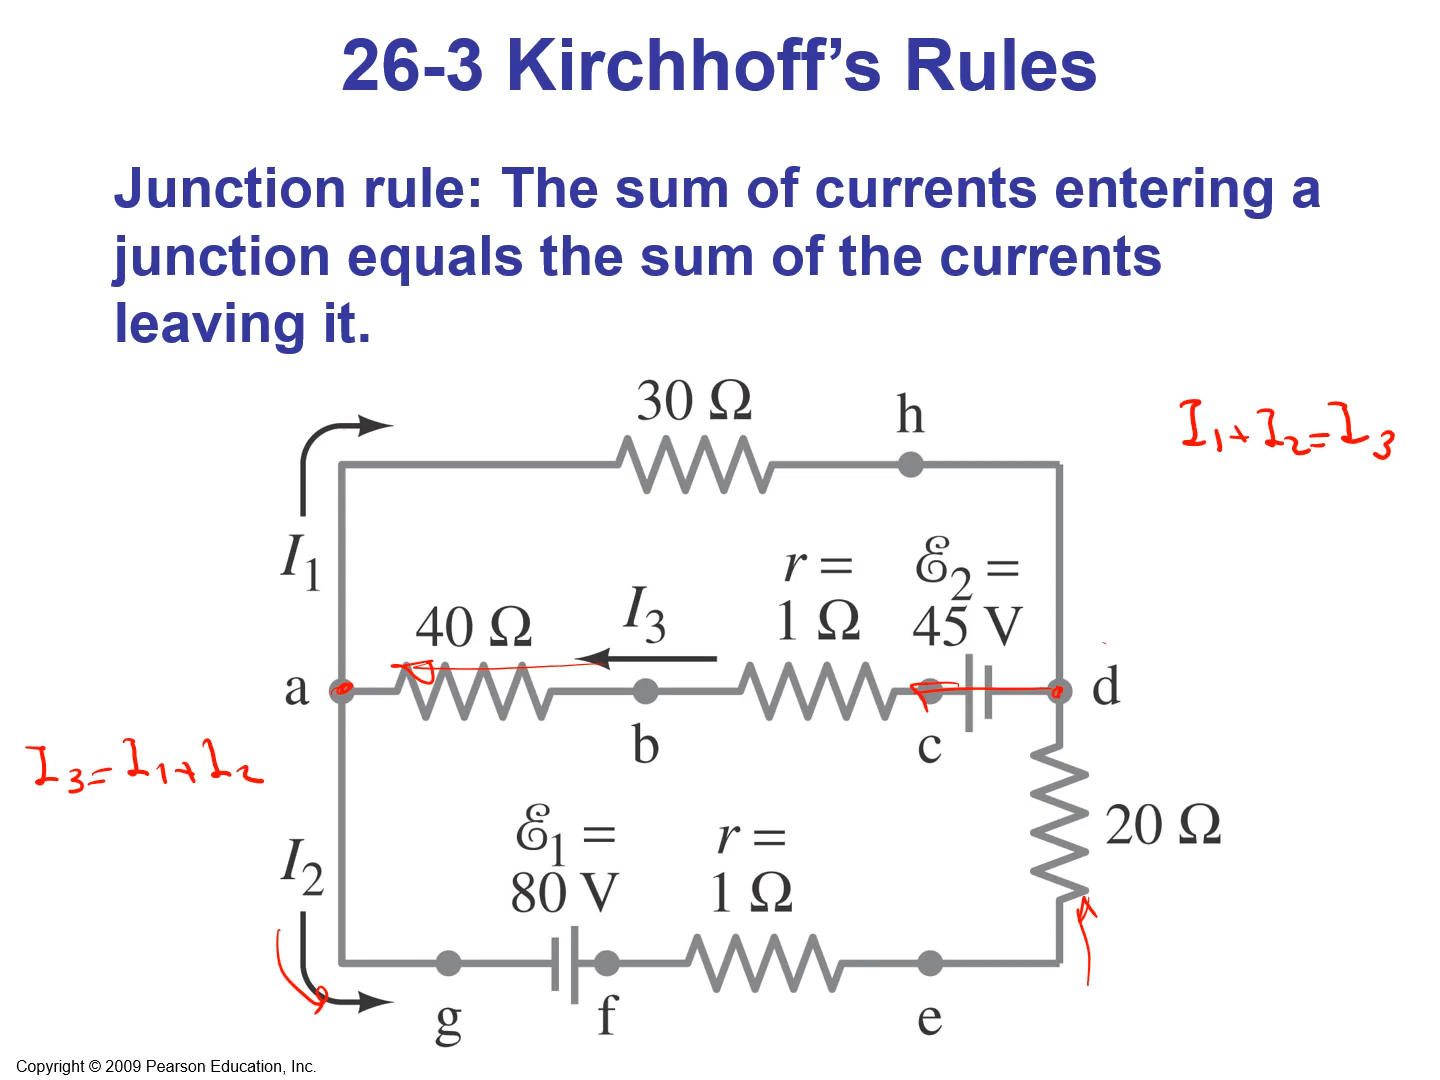 26-3 Kirchhoff’s Rules
Junction rule: The sum of currents entering a
junction equals the sum of the currents
leaving it.
30 Ω
h
I₁+I₂=I₃
I₁
r =
1 Ω
ℰ₂ =
45 V
I₃
40 Ω
a
b
c
d
I₃=I₁+I₂
20 Ω
I₂
ℰ₁ =
80 V
r =
1 Ω
g
f
e
Copyright © 2009 Pearson Education, Inc.